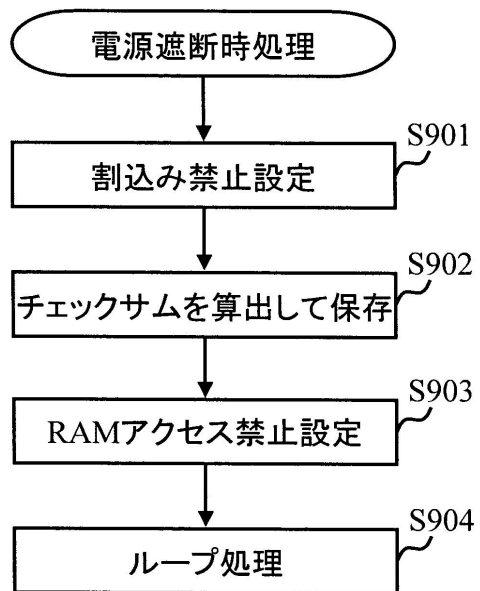 電源遮断時処理
S901
割込み禁止設定
S902
チェックサムを算出して保存
S903
RAMアクセス禁止設定
S904
ループ処理